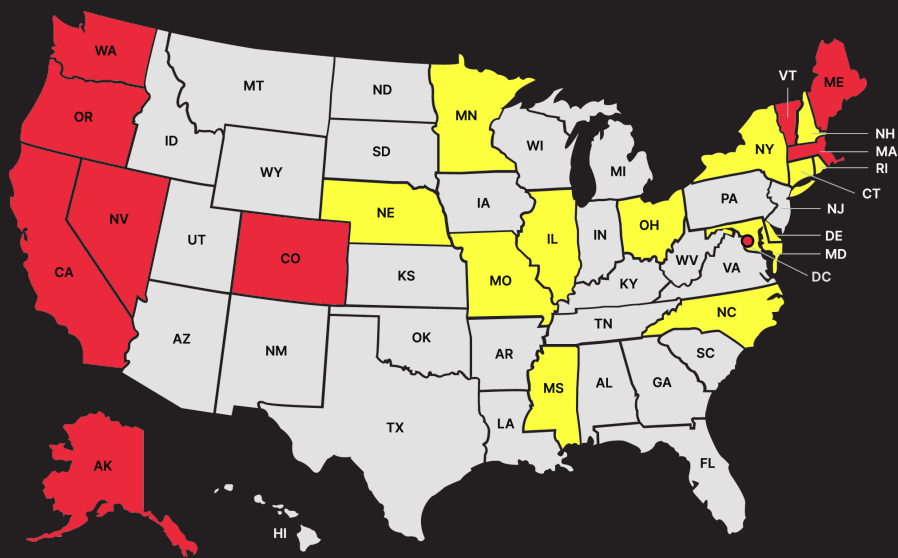 WA
VT
ME
MT
ND
OR
MN
NH
ID
WI
NY
MA
SD
RI
MI
WY
CT
PA
IA
NE
NJ
NV
OH
UT
IL
IN
DE
CO
MD
WV
VA
CA
KS
MO
DC
KY
NC
TN
AZ
OK
NM
AR
SC
MS
AL
GA
LA
TX
FL
AK
HI